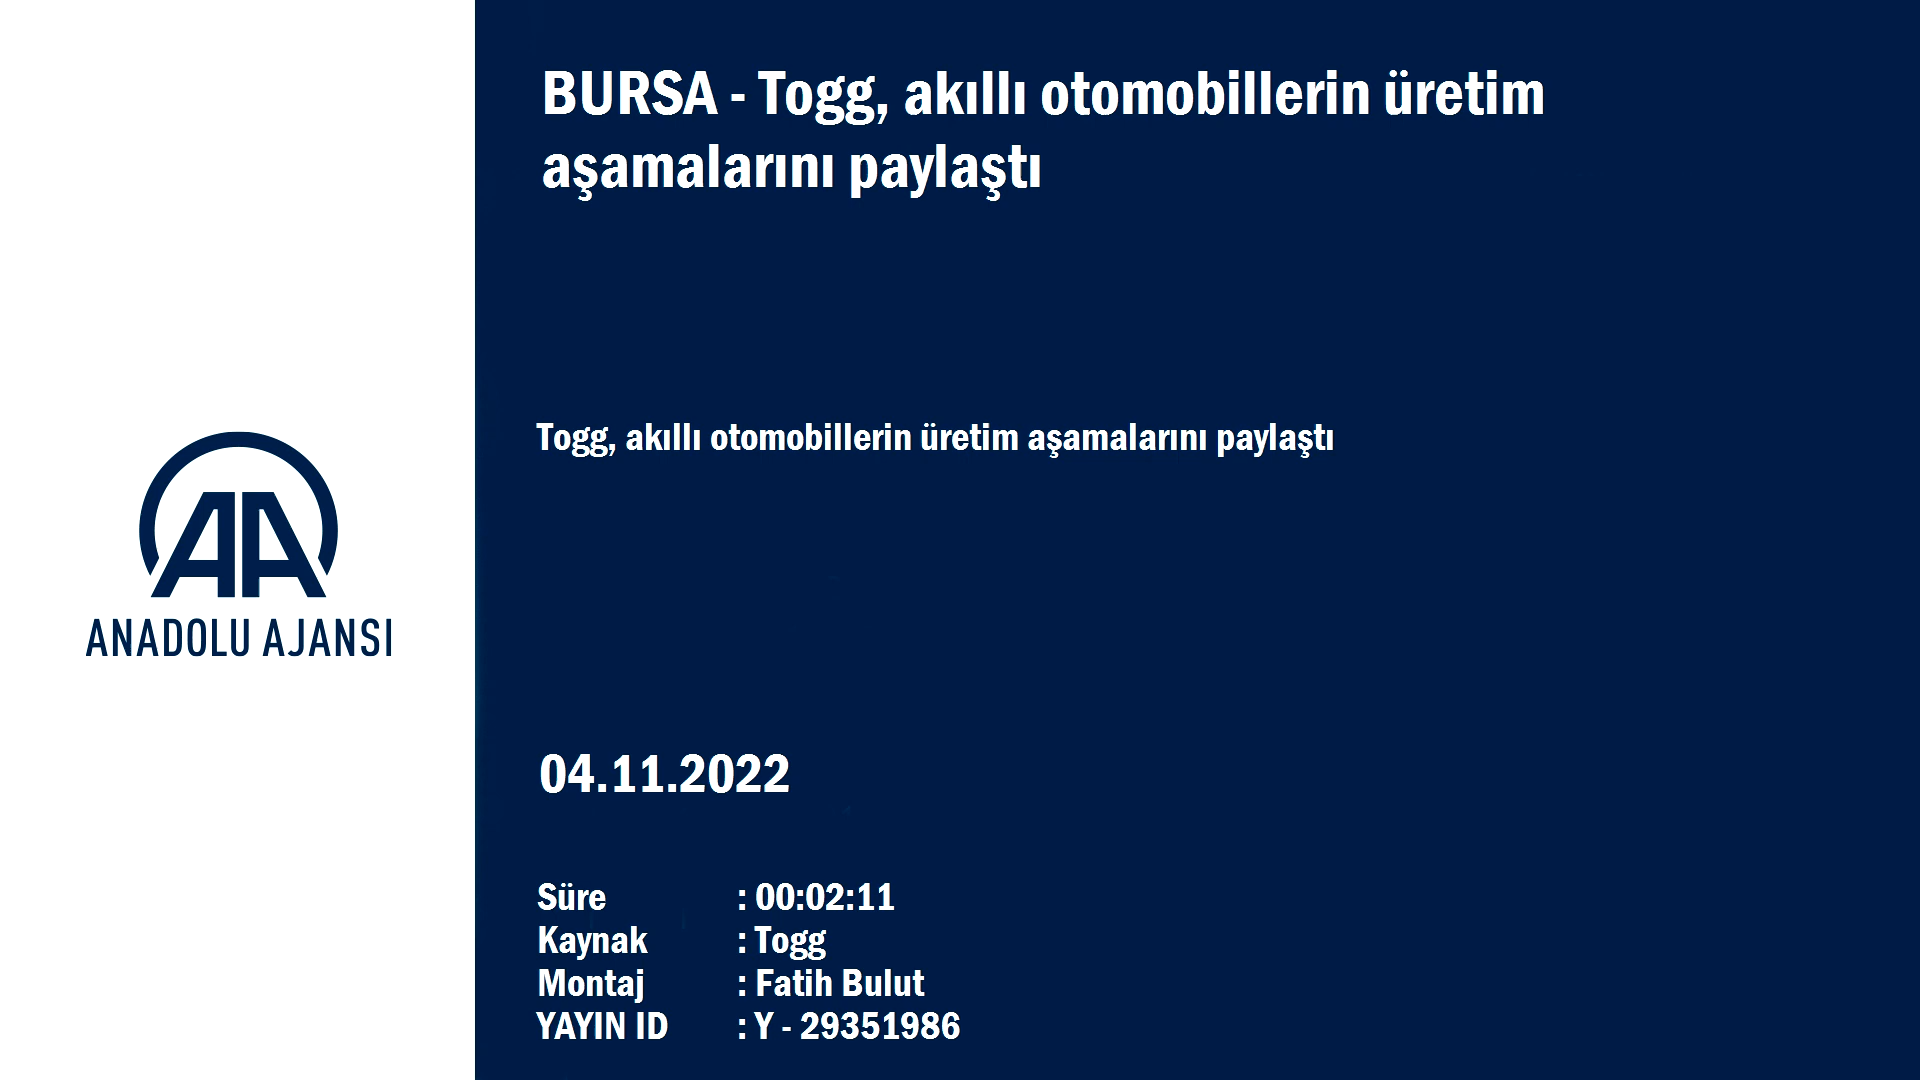 BURSA - Togg, akıllı otomobillerin üretim
aşamalarını paylaştı
Togg, akıllı otomobillerin üretim aşamalarını paylaştı
AA
ANADOLU AJANSI
04.11.2022
Süre : 00:02:11
Kaynak : Togg
Montaj : Fatih Bulut
YAYIN ID : Y - 29351986